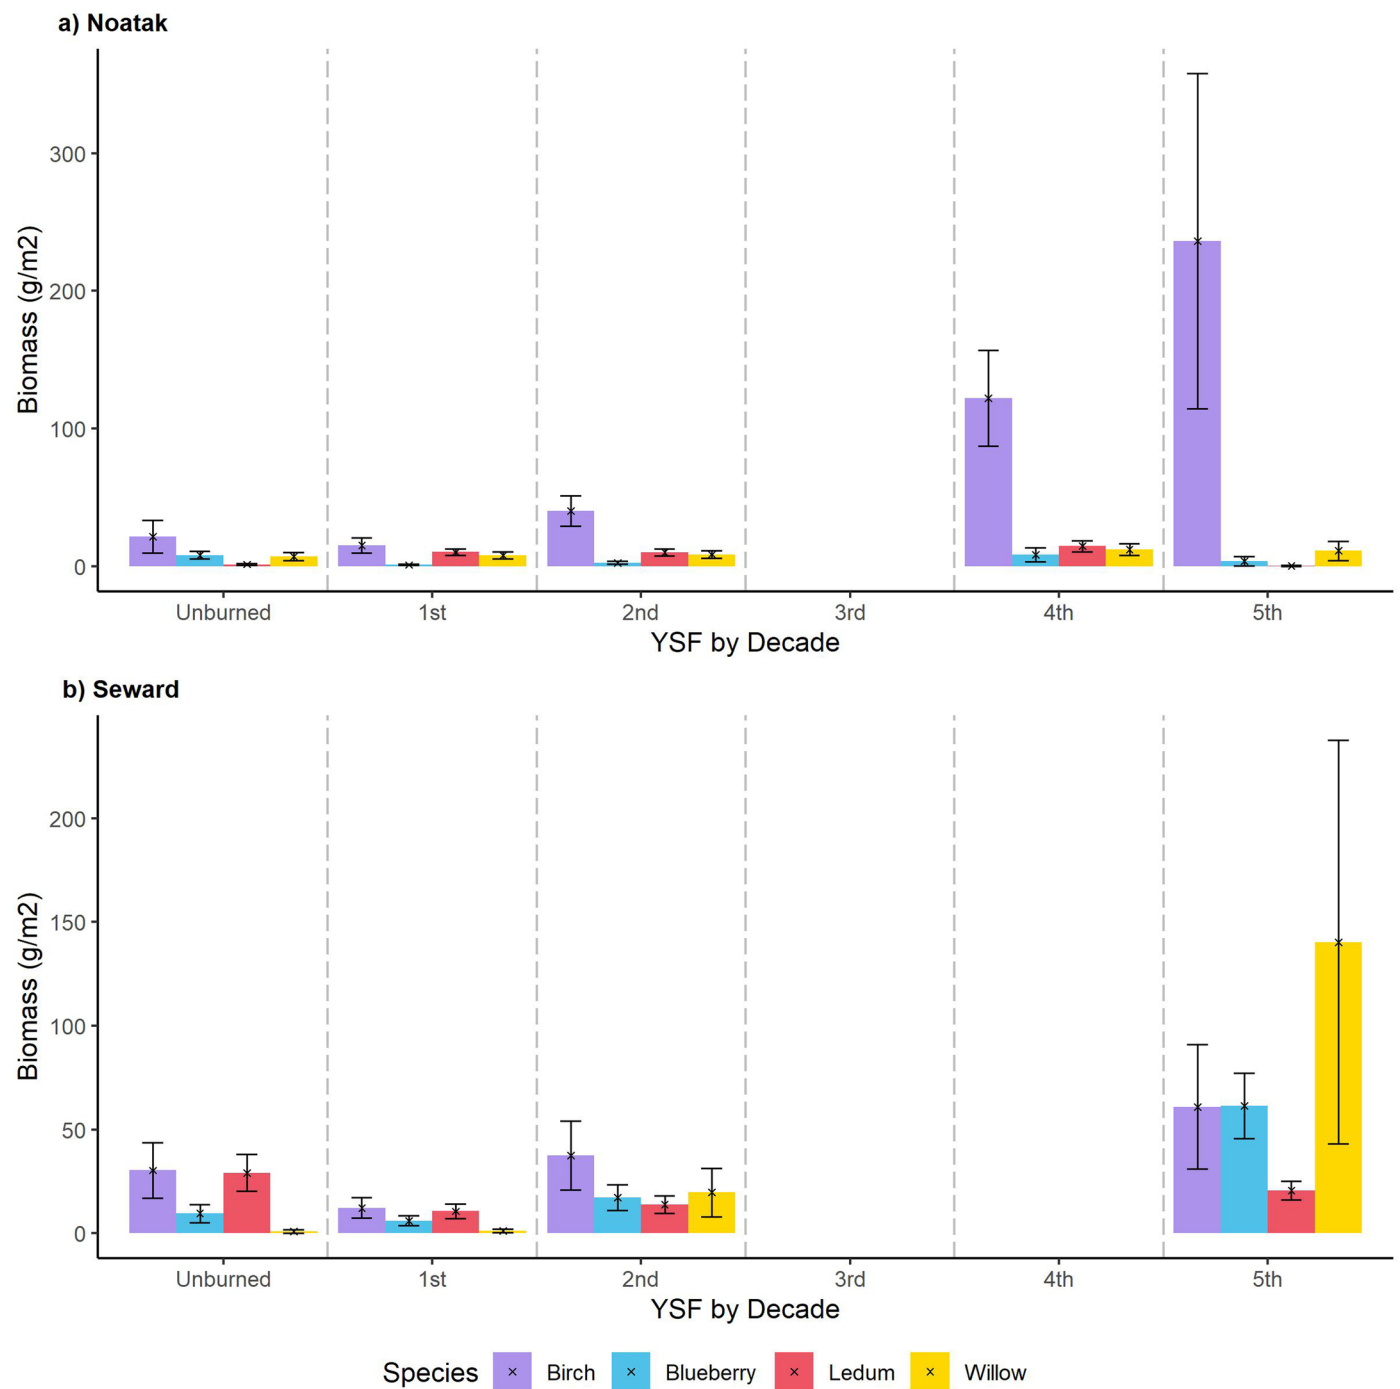 a) Noatak
300
200
100
0
Biomass (g/m2)
Unburned 1st 2nd 3rd 4th 5th
YSF by Decade
b) Seward
200
150
100
50
0
Biomass (g/m2)
Unburned 1st 2nd 3rd 4th 5th
YSF by Decade
Species Birch Blueberry Ledum Willow